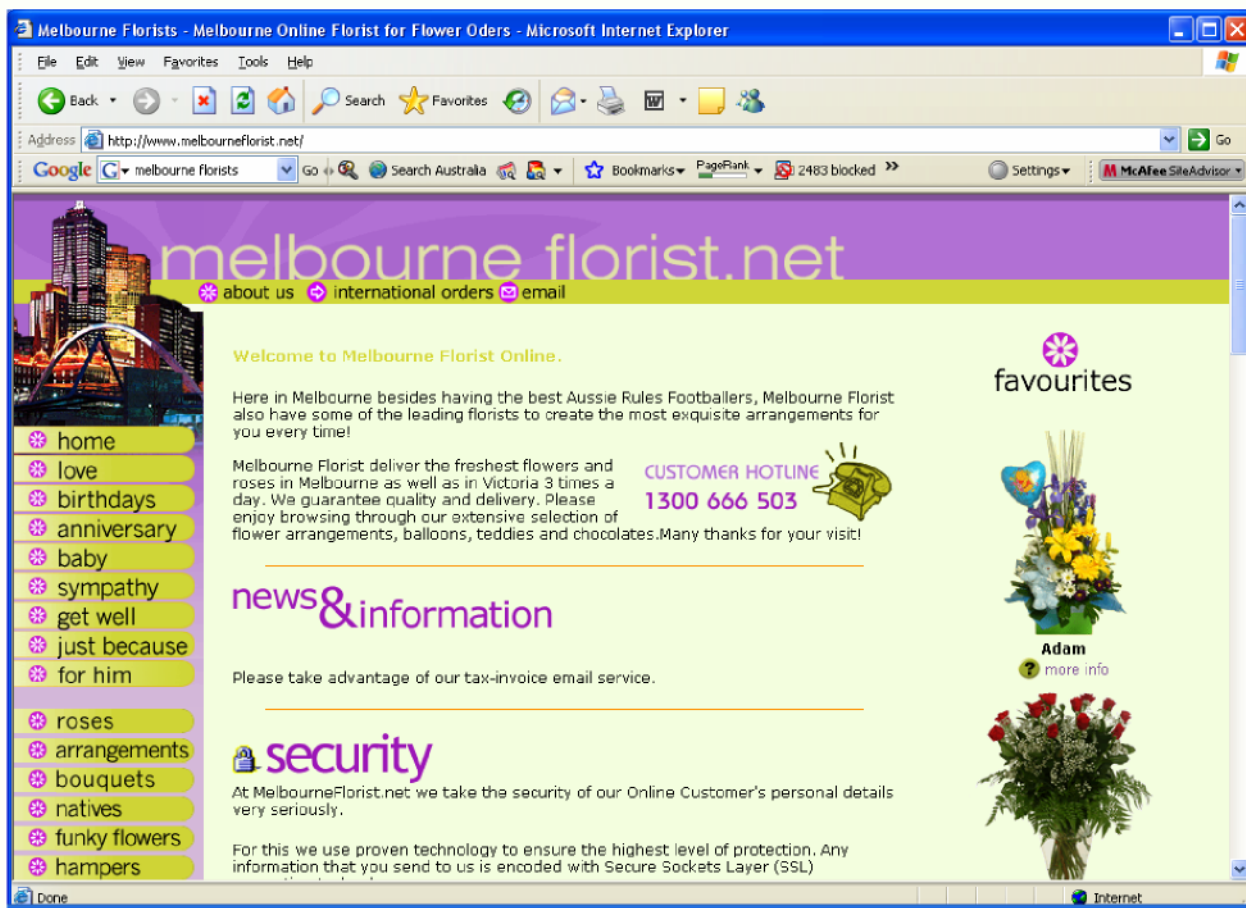 Melbourne Florists - Melbourne Online Florist for Flower Oders - Microsoft Internet Explorer
File Edit View Favorites Tools Help
Back Search Favorites
Address http://www.melbourneflorist.net/ Go
Google G melbourne florists Go Search Australia Bookmarks PageRank 2483 blocked Settings McAfee SiteAdvisor
melbourne florist.net
about us international orders email
home
love
birthdays
anniversary
baby
sympathy
get well
just because
for him
roses
arrangements
bouquets
natives
funky flowers
hampers
Welcome to Melbourne Florist Online.
Here in Melbourne besides having the best Aussie Rules Footballers, Melbourne Florist
also have some of the leading florists to create the most exquisite arrangements for
you every time!
Melbourne Florist deliver the freshest flowers and
roses in Melbourne as well as in Victoria 3 times a
day. We guarantee quality and delivery. Please
enjoy browsing through our extensive selection of
flower arrangements, balloons, teddies and chocolates.Many thanks for your visit!
CUSTOMER HOTLINE
1300 666 503
news&information
Please take advantage of our tax-invoice email service.
security
At MelbourneFlorist.net we take the security of our Online Customer's personal details
very seriously.
For this we use proven technology to ensure the highest level of protection. Any
information that you send to us is encoded with Secure Sockets Layer (SSL)
favourites
Adam
? more info
Done Internet